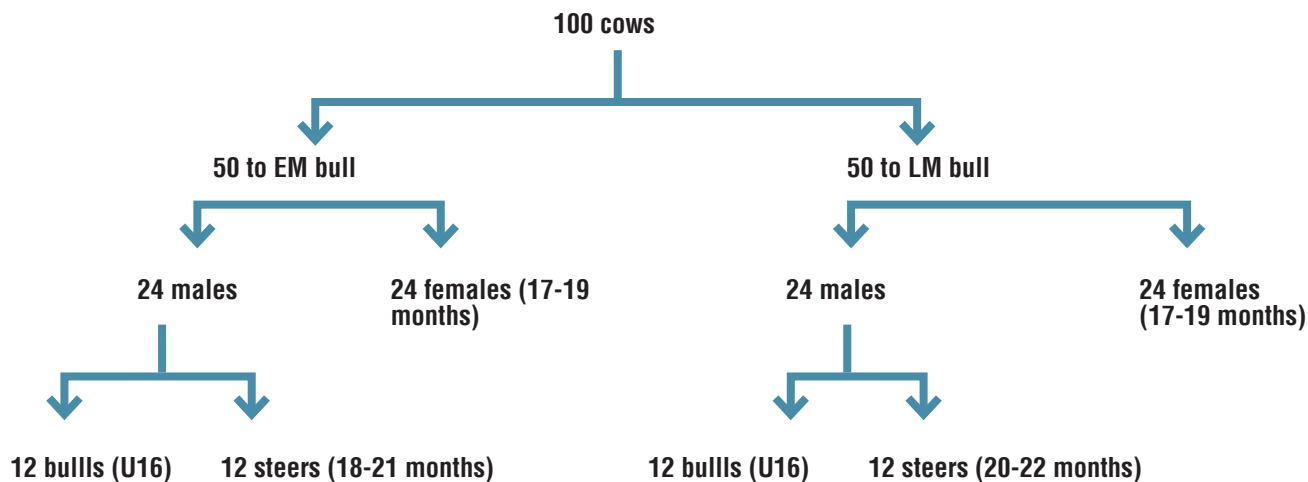 100 cows
50 to EM bull
50 to LM bull
24 males
24 females (17-19
months)
24 males
24 females
(17-19 months)
12 bullls (U16)
12 steers (18-21 months)
12 bullls (U16)
12 steers (20-22 months)